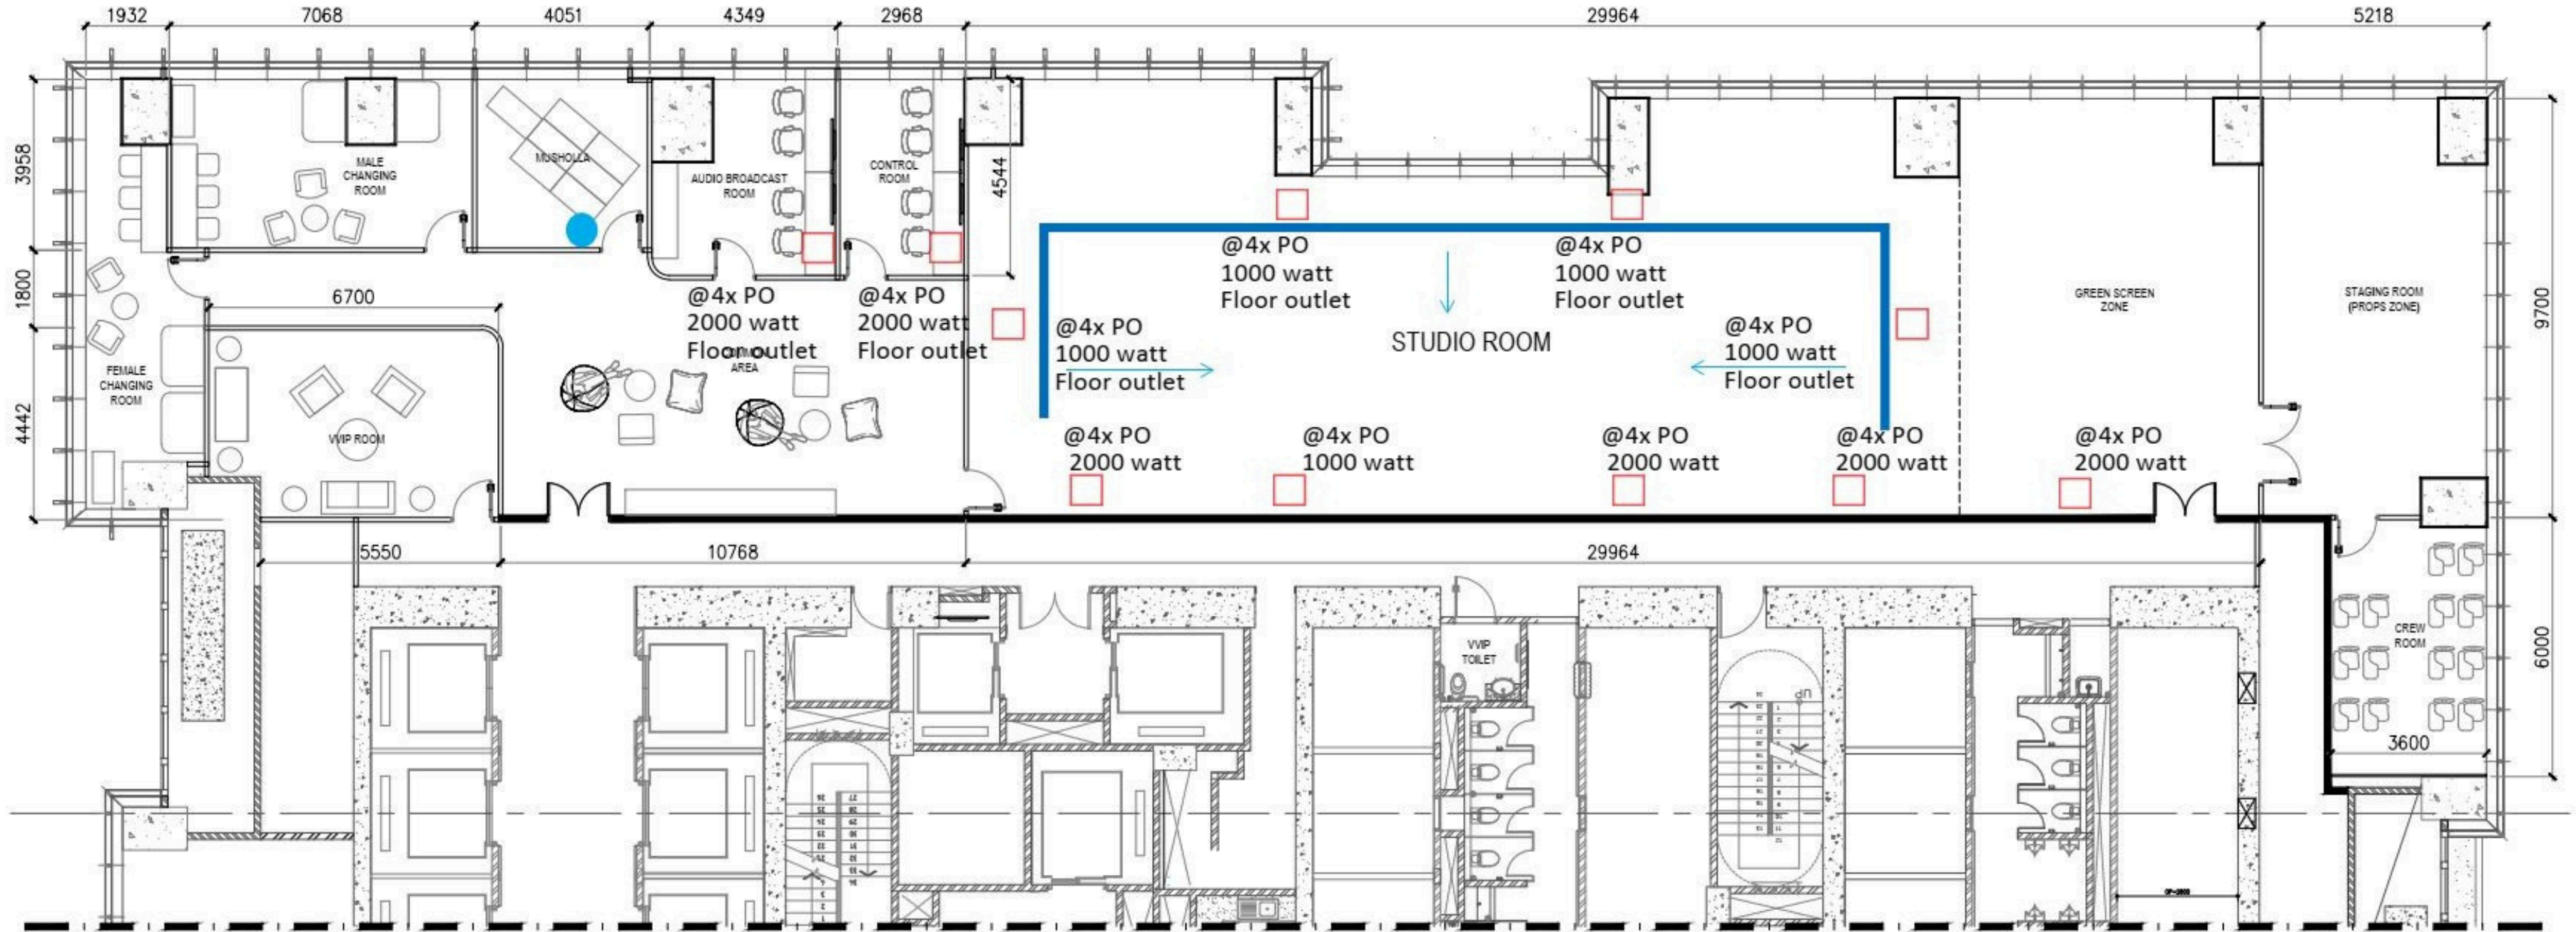 1932
7068
4051
4349
2968
29964
5218
3958
1800
4442
MALE
CHANGING
ROOM
MUSHOLLA
AUDIO BROADCAST
ROOM
CONTROL
ROOM
4544
6700
@4x PO
2000 watt
Floor outlet
@4x PO
2000 watt
Floor outlet
AREA
@4x PO
1000 watt
Floor outlet
@4x PO
1000 watt
Floor outlet
@4x PO
1000 watt
Floor outlet
STUDIO ROOM
@4x PO
1000 watt
Floor outlet
GREEN SCREEN
ZONE
STAGING ROOM
(PROPS ZONE)
9700
FEMALE
CHANGING
ROOM
VVIP ROOM
@4x PO
2000 watt
@4x PO
1000 watt
@4x PO
2000 watt
@4x PO
2000 watt
@4x PO
2000 watt
5550
10768
29964
VVIP
TOILET
UP
CREW
ROOM
6000
3600